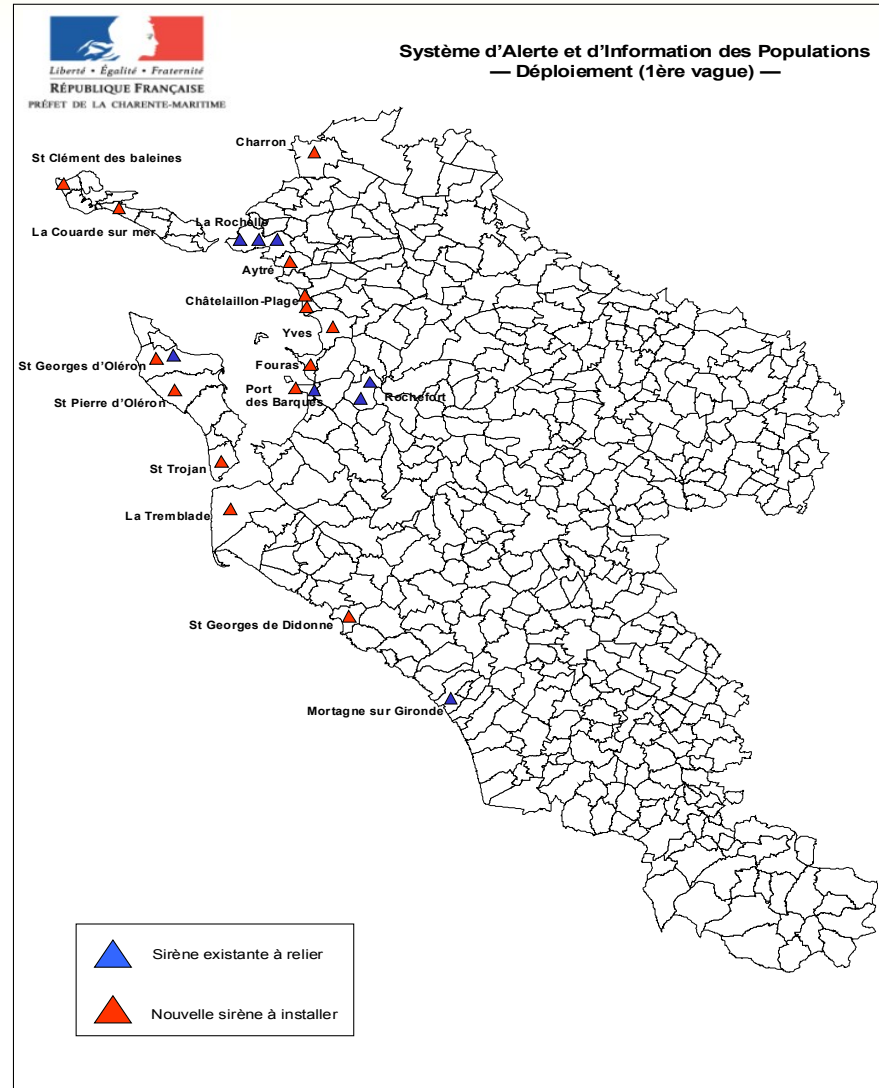 Liberté • Égalité • Fraternité
RÉPUBLIQUE FRANÇAISE
PRÉFET DE LA CHARENTE-MARITIME
Système d'Alerte et d'Information des Populations
— Déploiement (1ère vague) —
Charron
St Clément des baleines
La Rochelle
La Couarde sur mer
Aytré
Châtelaillon-Plage
Yves
St Georges d'Oléron
Fouras
Port
des Barques
Rochefort
St Pierre d'Oléron
St Trojan
La Tremblade
St Georges de Didonne
Mortagne sur Gironde
Sirène existante à relier
Nouvelle sirène à installer